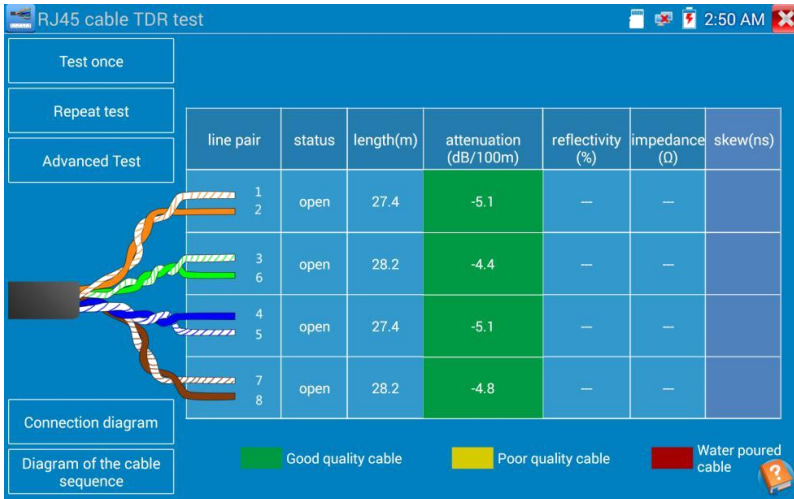 RJ45 cable TDR test
2:50 AM
Test once
Repeat test
Advanced Test
line pair status length(m) attenuation (dB/100m) reflectivity (%) impedance (Ω) skew(ns)
1
2
open 27.4 -5.1 --- ---
3
6
open 28.2 -4.4 --- ---
4
5
open 27.4 -5.1 --- ---
7
8
open 28.2 -4.8 --- ---
Connection diagram
Diagram of the cable
sequence
Good quality cable
Poor quality cable
Water poured
cable
?